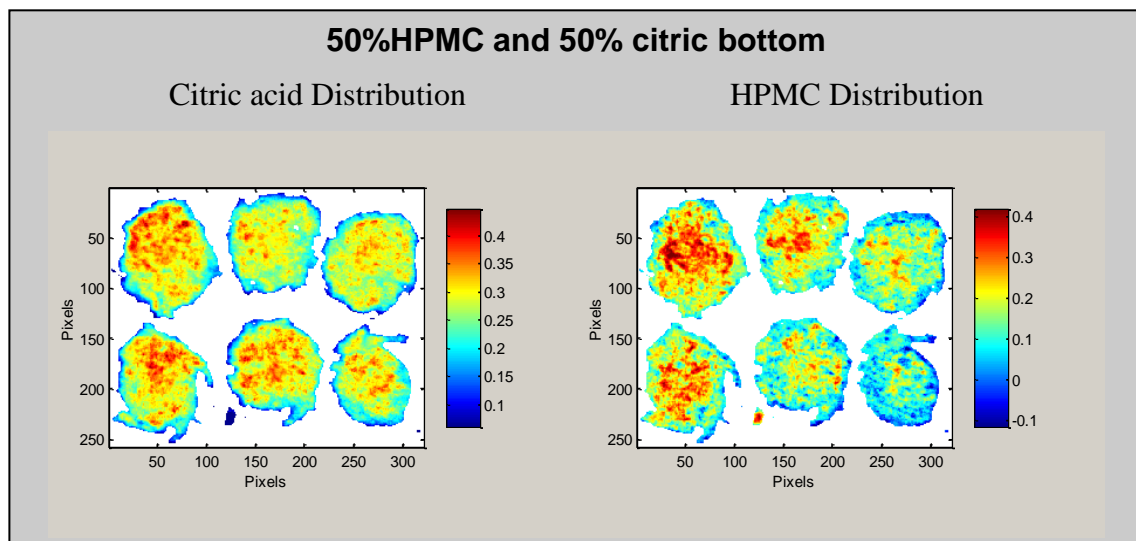 50%HPMC and 50% citric bottom
Citric acid Distribution
HPMC Distribution
50
100
150
200
250
Pixels
50 100 150 200 250 300
Pixels
0.4
0.35
0.3
0.25
0.2
0.15
0.1
50
100
150
200
250
Pixels
50 100 150 200 250 300
Pixels
0.4
0.3
0.2
0.1
0
-0.1